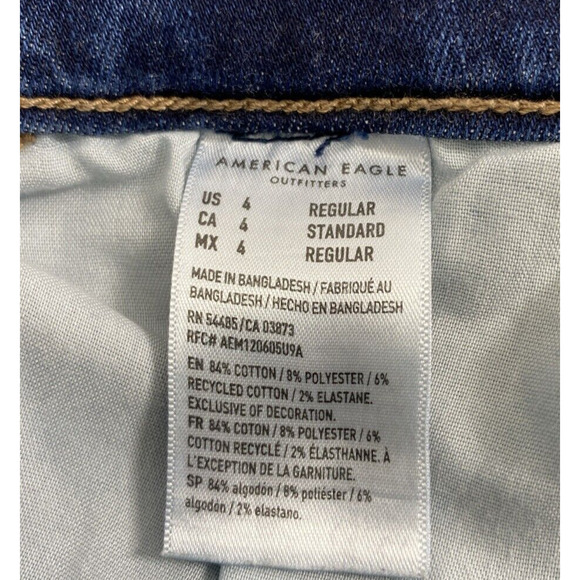 AMERICAN EAGLE
OUTFITTERS
US 4 REGULAR
CA 4 STANDARD
MX 4 REGULAR
MADE IN BANGLADESH / FABRIQUÉ AU
BANGLADESH / HECHO EN BANGLADESH
RN 54485/CA 03873
RFC# AEM120605U9A
EN 84% COTTON / 8% POLYESTER / 6%
RECYCLED COTTON / 2% ELASTANE.
EXCLUSIVE OF DECORATION.
FR 84% COTON / 8% POLYESTER / 6%
COTTON RECYCLÉ / 2% ÉLASTHANNE. À
L'EXCEPTION DE LA GARNITURE.
SP 84% algodón / 8% poliéster / 6%
algodón / 2% elastano.